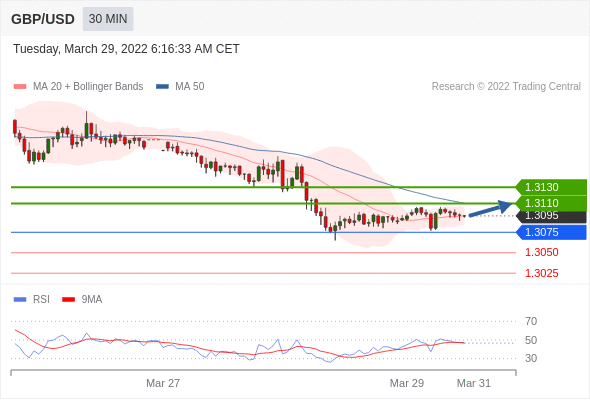 GBP/USD 30 MIN
Tuesday, March 29, 2022 6:16:33 AM CET
MA 20 + Bollinger Bands MA 50 Research © 2022 Trading Central
1.3130
1.3110
1.3095
1.3075
1.3050
1.3025
RSI 9MA
70
50
30
Mar 27 Mar 29 Mar 31